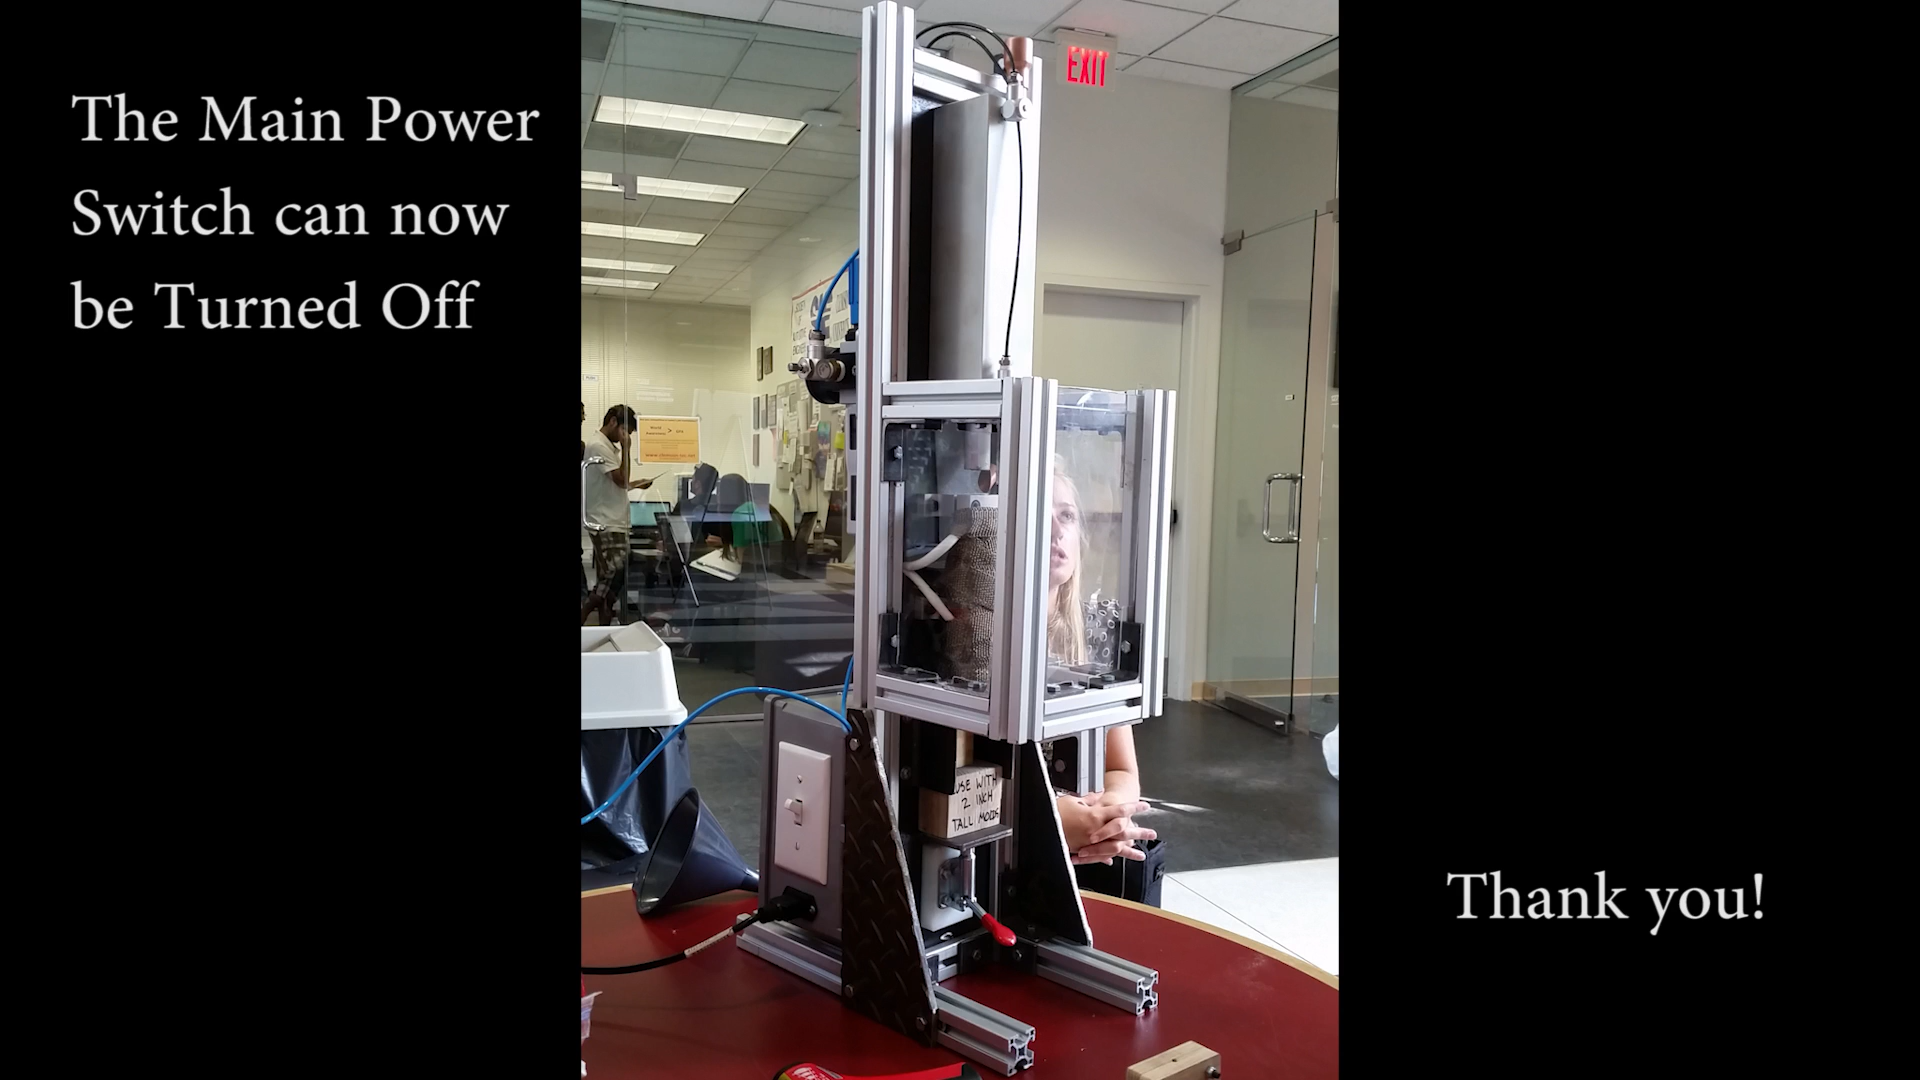 The Main Power
Switch can now
be Turned Off
EXIT
USE WITH
2 INCH
TALL MOLDS
Thank you!